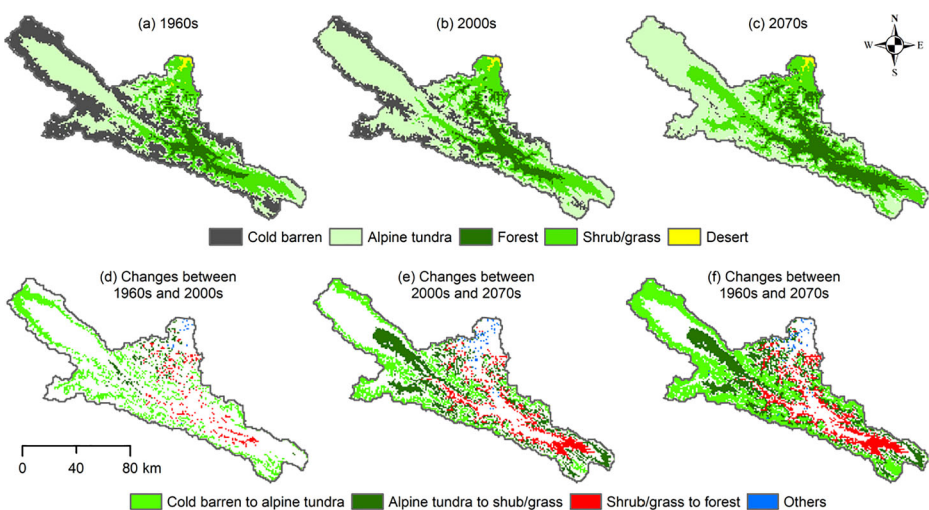 (a) 1960s
(b) 2000s
(c) 2070s
N
W E
S
Cold barren Alpine tundra Forest Shrub/grass Desert
(d) Changes between
1960s and 2000s
(e) Changes between
2000s and 2070s
(f) Changes between
1960s and 2070s
0 40 80 km
Cold barren to alpine tundra Alpine tundra to shub/grass Shrub/grass to forest Others